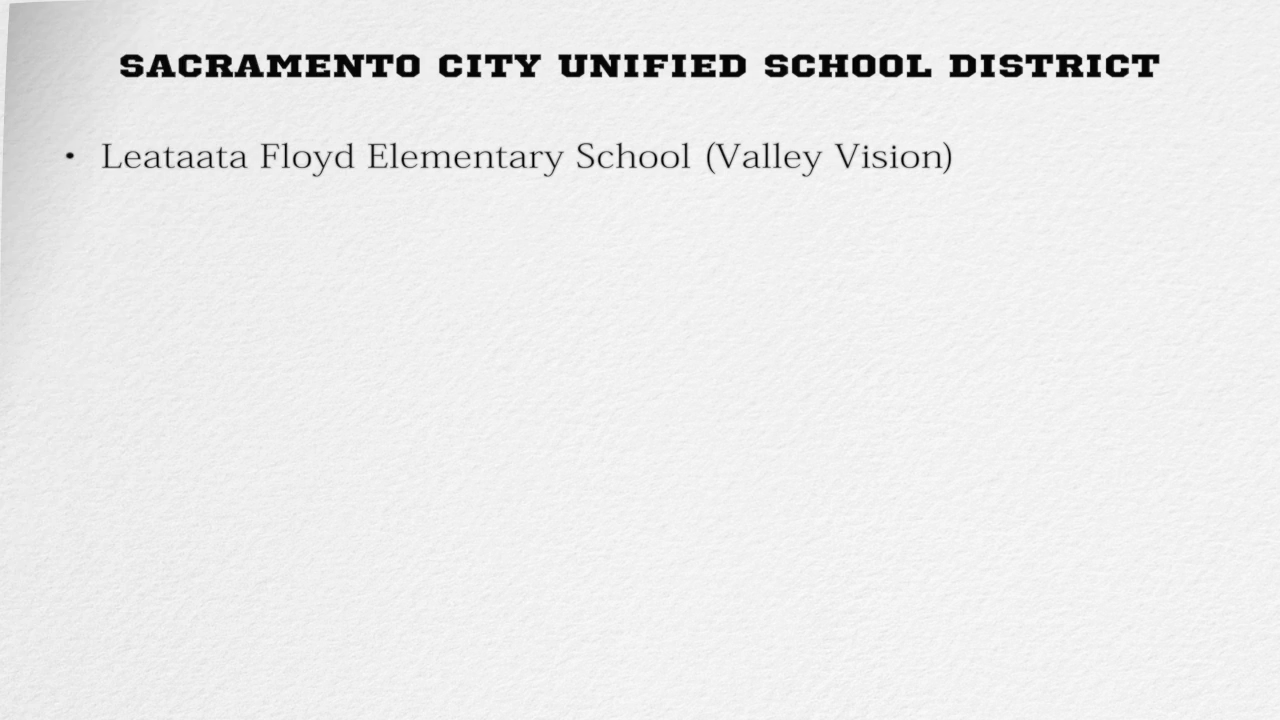 SACRAMENTO CITY UNIFIED SCHOOL DISTRICT
• Leataata Floyd Elementary School (Valley Vision)